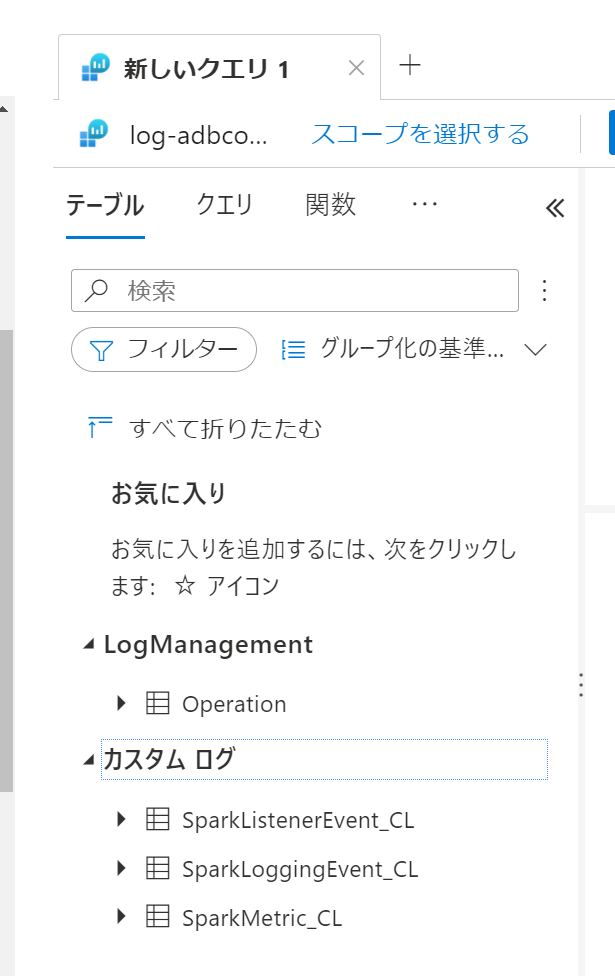 新しいクエリ 1
log-adbco...
スコープを選択する
テーブル クエリ 関数 ...
検索
フィルター
グループ化の基準...
すべて折りたたむ
お気に入り
お気に入りを追加するには、次をクリックし
ます: ☆ アイコン
LogManagement
Operation
カスタム ログ
SparkListenerEvent_CL
SparkLoggingEvent_CL
SparkMetric_CL